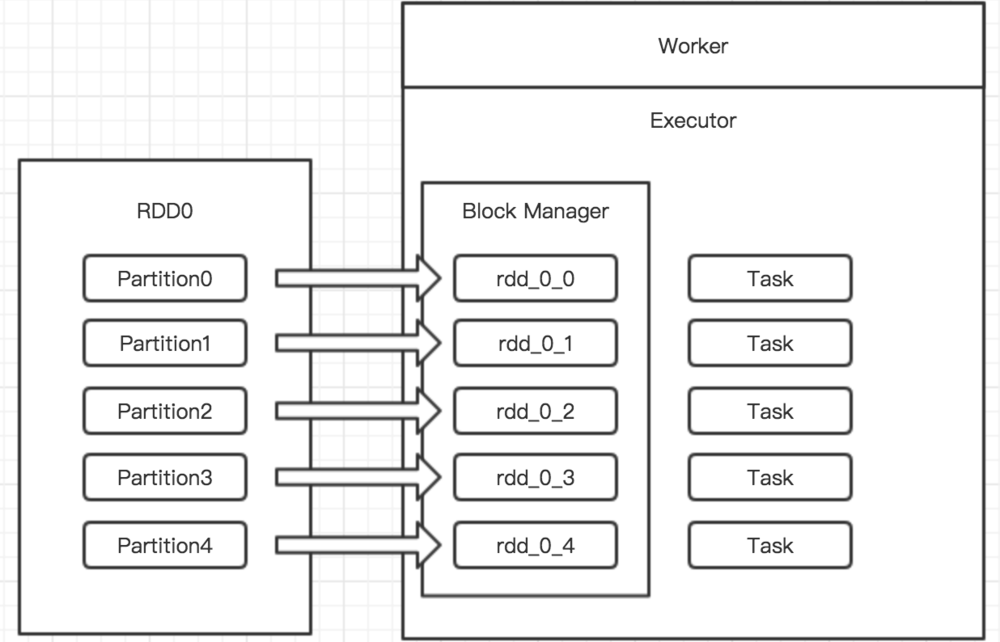 Worker
Executor
RDD0
Block Manager
Partition0
rdd_0_0
Task
Partition1
rdd_0_1
Task
Partition2
rdd_0_2
Task
Partition3
rdd_0_3
Task
Partition4
rdd_0_4
Task